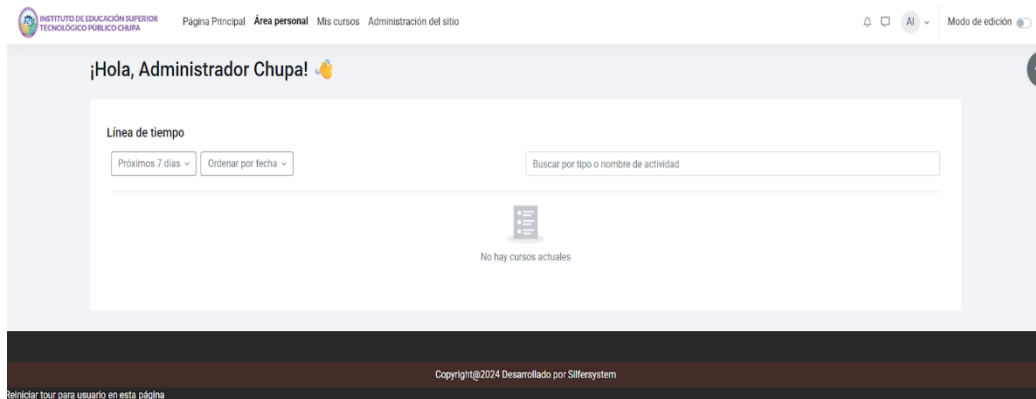 INSTITUTO DE EDUCACIÓN SUPERIOR
TECNOLÓGICO PÚBLICO CHUPA
Página Principal Área personal Mis cursos Administración del sitio
AI
Modo de edición
¡Hola, Administrador Chupa!
Línea de tiempo
Próximos 7 días
Ordenar por fecha
Buscar por tipo o nombre de actividad
No hay cursos actuales
Copyright@2024 Desarrollado por Silfersystem
Reiniciar tour para usuario en esta página